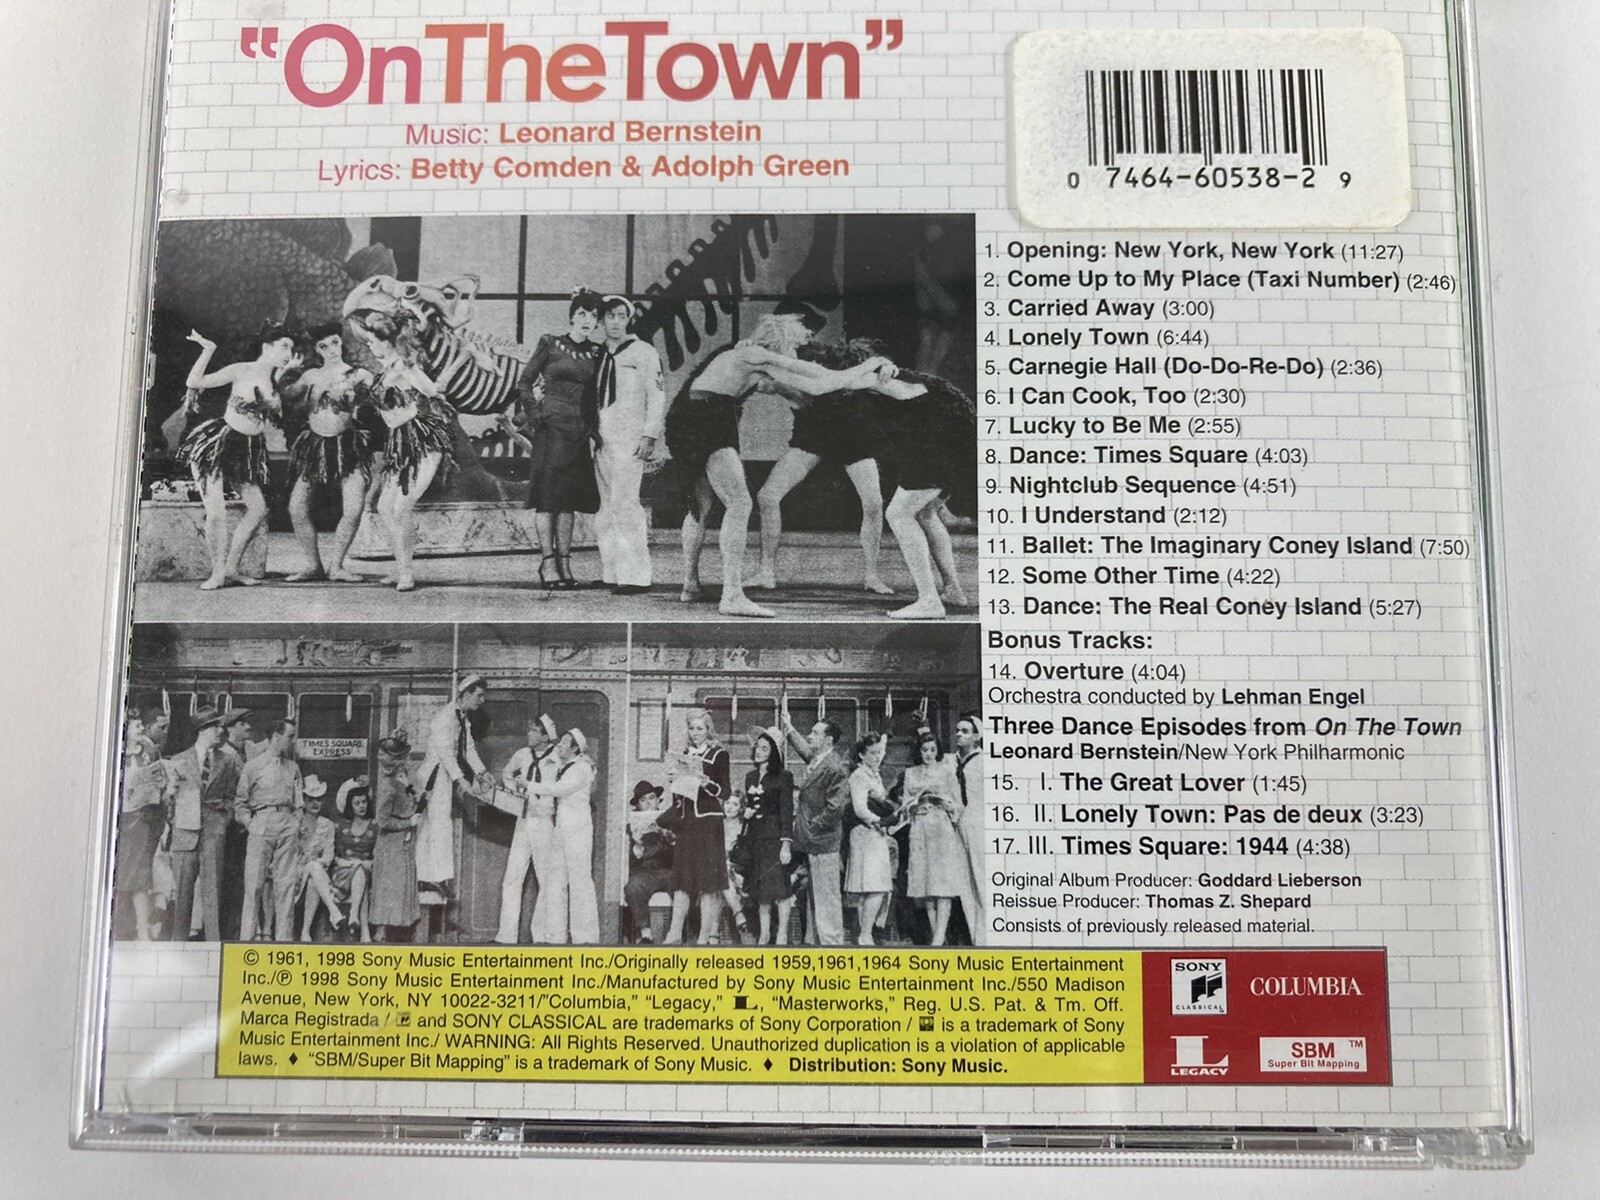 “OnTheTown”
Music: Leonard Bernstein
Lyrics: Betty Comden & Adolph Green
0 7464-60538-2 9
1. Opening: New York, New York (11:27)
2. Come Up to My Place (Taxi Number) (2:46)
3. Carried Away (3:00)
4. Lonely Town (6:44)
5. Carnegie Hall (Do-Do-Re-Do) (2:36)
6. I Can Cook, Too (2:30)
7. Lucky to Be Me (2:55)
8. Dance: Times Square (4:03)
9. Nightclub Sequence (4:51)
10. I Understand (2:12)
11. Ballet: The Imaginary Coney Island (7:50)
12. Some Other Time (4:22)
13. Dance: The Real Coney Island (5:27)
Bonus Tracks:
14. Overture (4:04)
Orchestra conducted by Lehman Engel
Three Dance Episodes from On The Town
Leonard Bernstein/New York Philharmonic
15. I. The Great Lover (1:45)
16. II. Lonely Town: Pas de deux (3:23)
17. III. Times Square: 1944 (4:38)
Original Album Producer: Goddard Lieberson
Reissue Producer: Thomas Z. Shepard
Consists of previously released material.
TIMES SQUARE
EXPRESS
© 1961, 1998 Sony Music Entertainment Inc./Originally released 1959,1961,1964 Sony Music Entertainment
Inc./℗ 1998 Sony Music Entertainment Inc./Manufactured by Sony Music Entertainment Inc./550 Madison
Avenue, New York, NY 10022-3211/"Columbia," “Legacy,” L, “Masterworks,” Reg. U.S. Pat. & Tm. Off.
Marca Registrada / and SONY CLASSICAL are trademarks of Sony Corporation / is a trademark of Sony
Music Entertainment Inc./ WARNING: All Rights Reserved. Unauthorized duplication is a violation of applicable
laws. ♦ “SBM/Super Bit Mapping” is a trademark of Sony Music. ♦ Distribution: Sony Music.
SONY
CLASSICAL
COLUMBIA
L
LEGACY
SBM TM
Super Bit Mapping